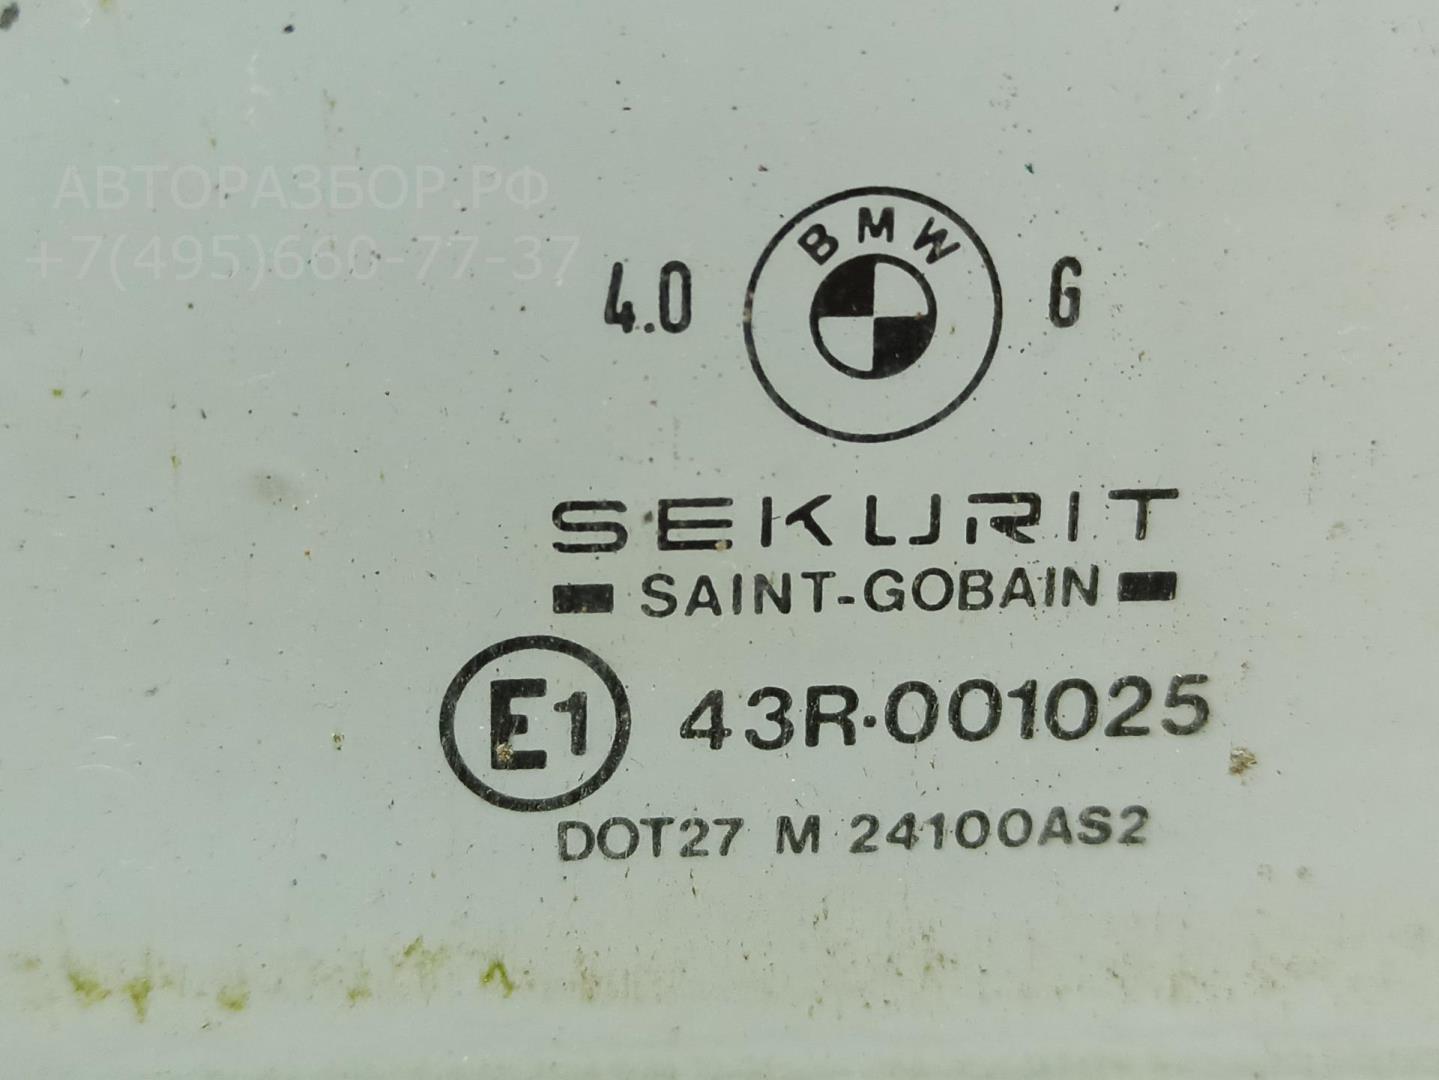 АВТОРАЗБОР.РФ
+7(495)660-77-37
BMW
4.0 G
SEKURIT
SAINT-GOBAIN
E1 43R-001025
DOT27 M 24100AS2